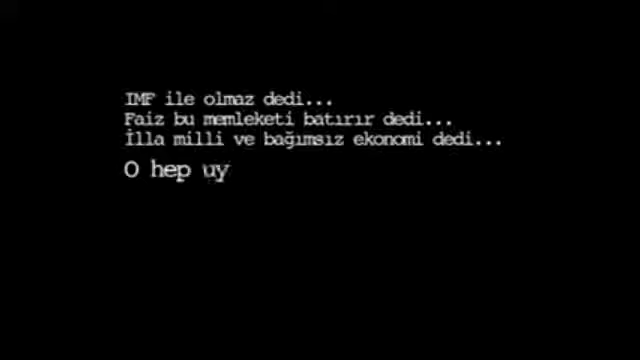 IMF ile olmaz dedi...
Faiz bu memleketi batırır dedi...
İlla milli ve bağımsız ekonomi dedi...
O hep uy